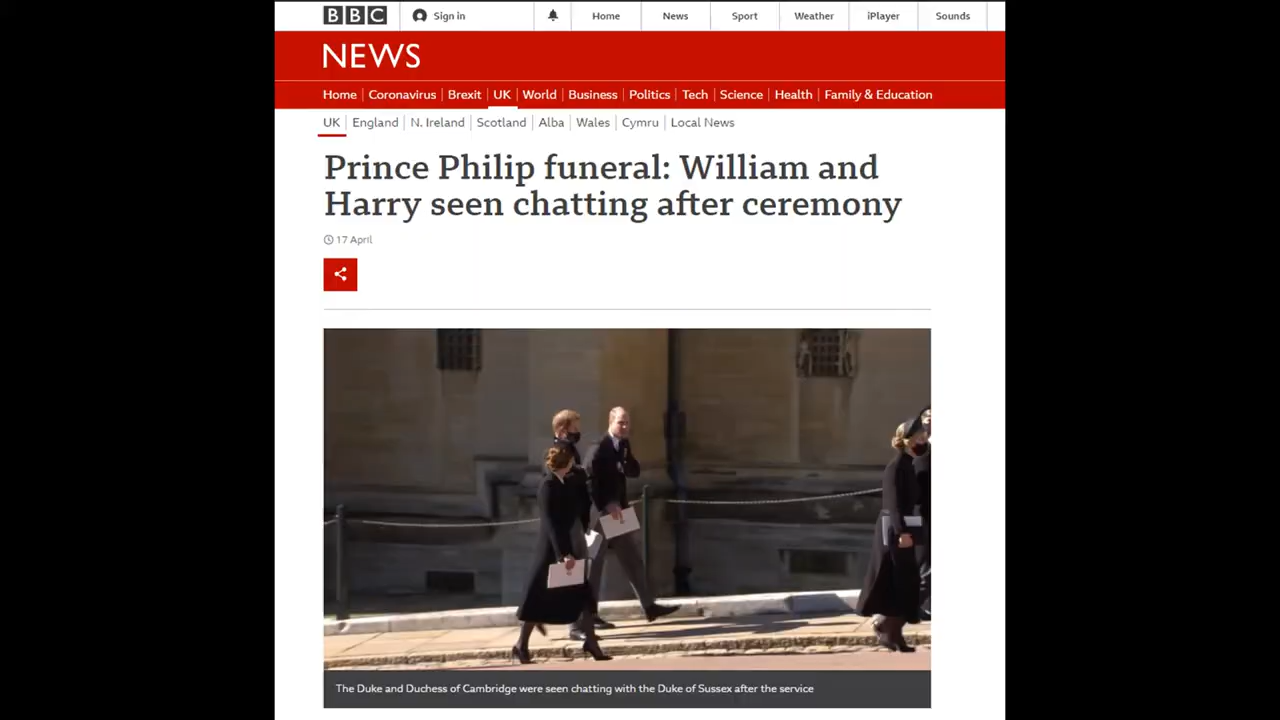 BBC Sign in Home News Sport Weather iPlayer Sounds
NEWS
Home Coronavirus Brexit UK World Business Politics Tech Science Health Family & Education
UK England N. Ireland Scotland Alba Wales Cymru Local News
Prince Philip funeral: William and
Harry seen chatting after ceremony
17 April
The Duke and Duchess of Cambridge were seen chatting with the Duke of Sussex after the service